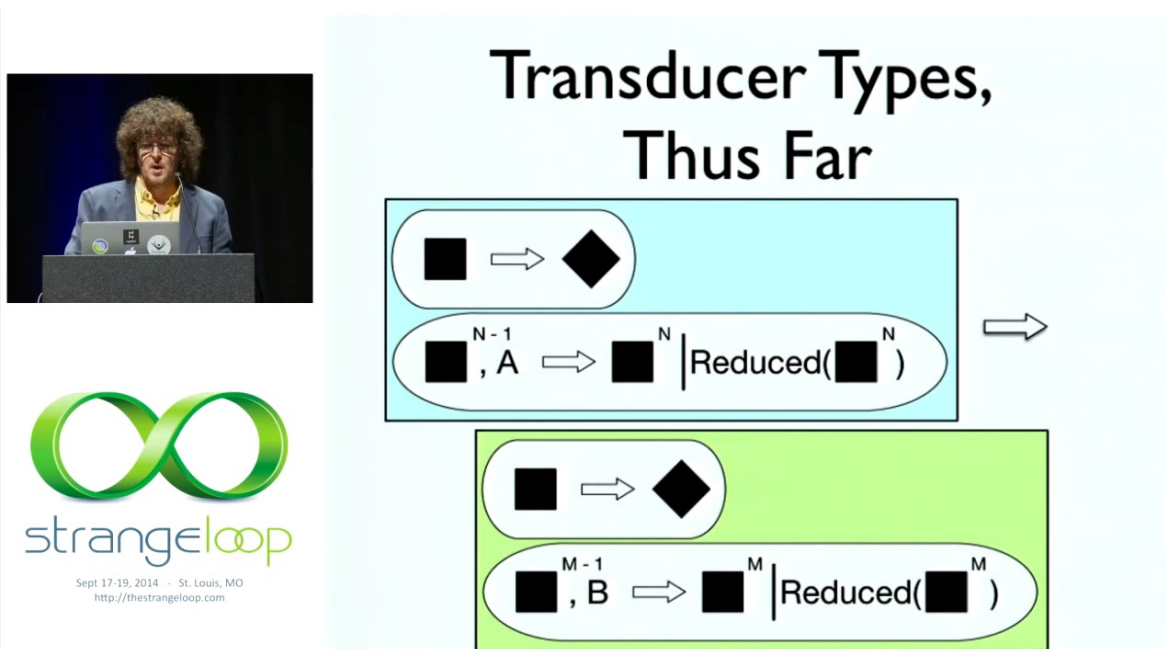 Transducer Types,
Thus Far
N - 1
, A
N
|Reduced(
N
)
M - 1
, B
M
|Reduced(
M
)
strangeloop
Sept 17-19, 2014 - St. Louis, MO
http://thestrangeloop.com